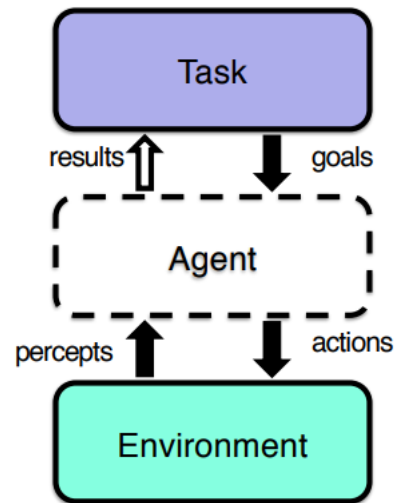 Task
results
goals
Agent
percepts
actions
Environment